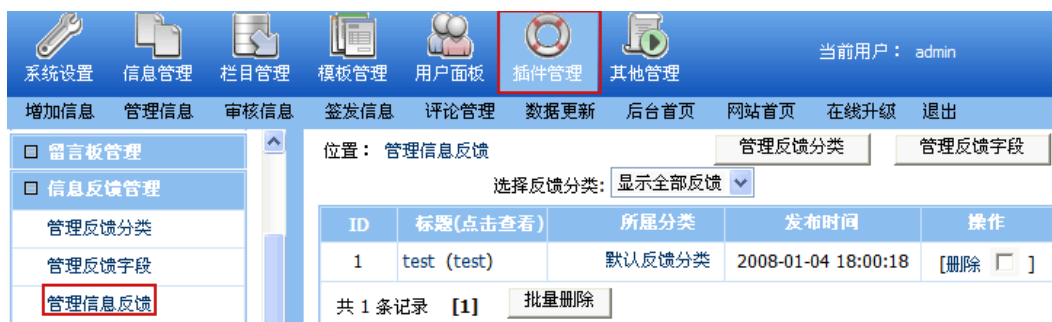 系统设置 信息管理 栏目管理 模板管理 用户面板 插件管理 其他管理 当前用户： admin
增加信息 管理信息 审核信息 签发信息 评论管理 数据更新 后台首页 网站首页 在线升级 退出
留言板管理
信息反馈管理
管理反馈分类
管理反馈字段
管理信息反馈
位置： 管理信息反馈 管理反馈分类 管理反馈字段
选择反馈分类: 显示全部反馈
ID 标题(点击查看) 所属分类 发布时间 操作
1 test (test) 默认反馈分类 2008-01-04 18:00:18 [删除 ]
共 1 条记录 [1] 批量删除